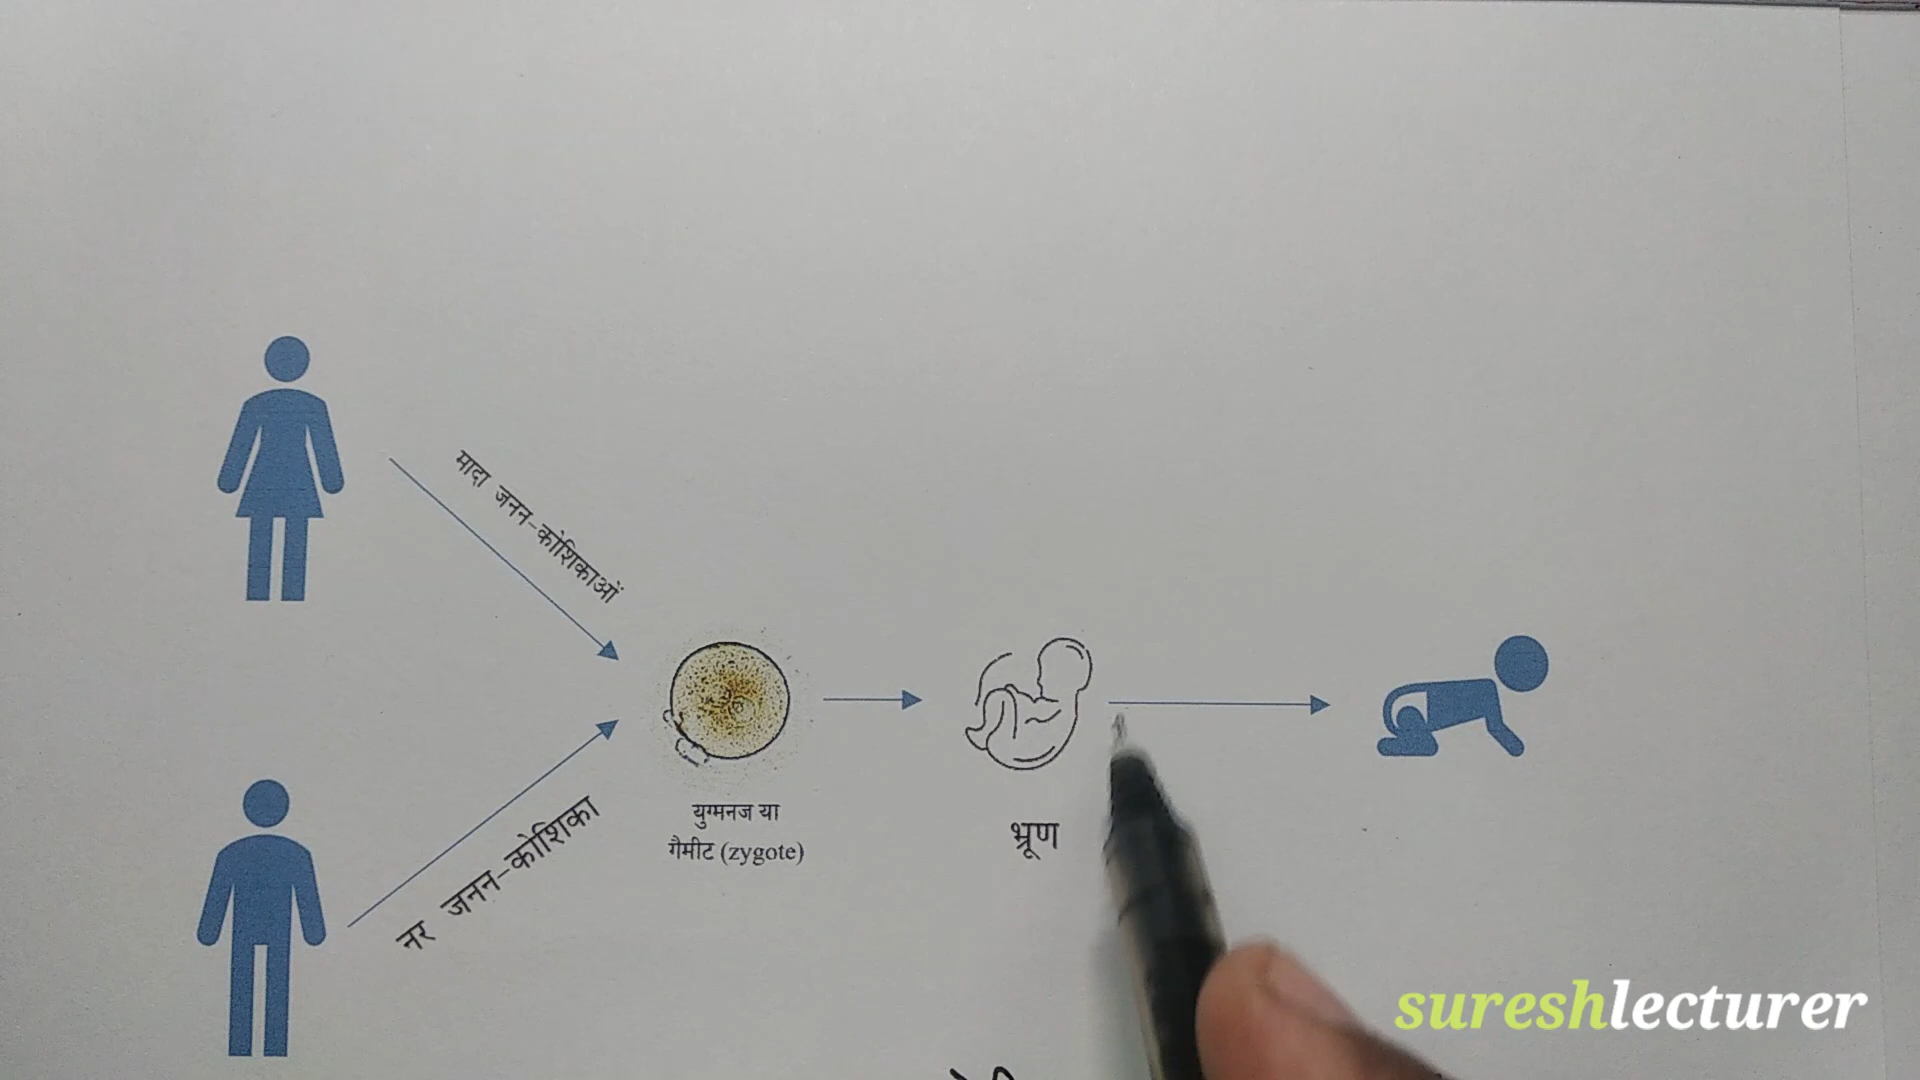 मादा जनन-कोशिकाओं
नर जनन-कोशिका
युग्मनज या
गैमीट (zygote)
भ्रूण
sureshlecturer